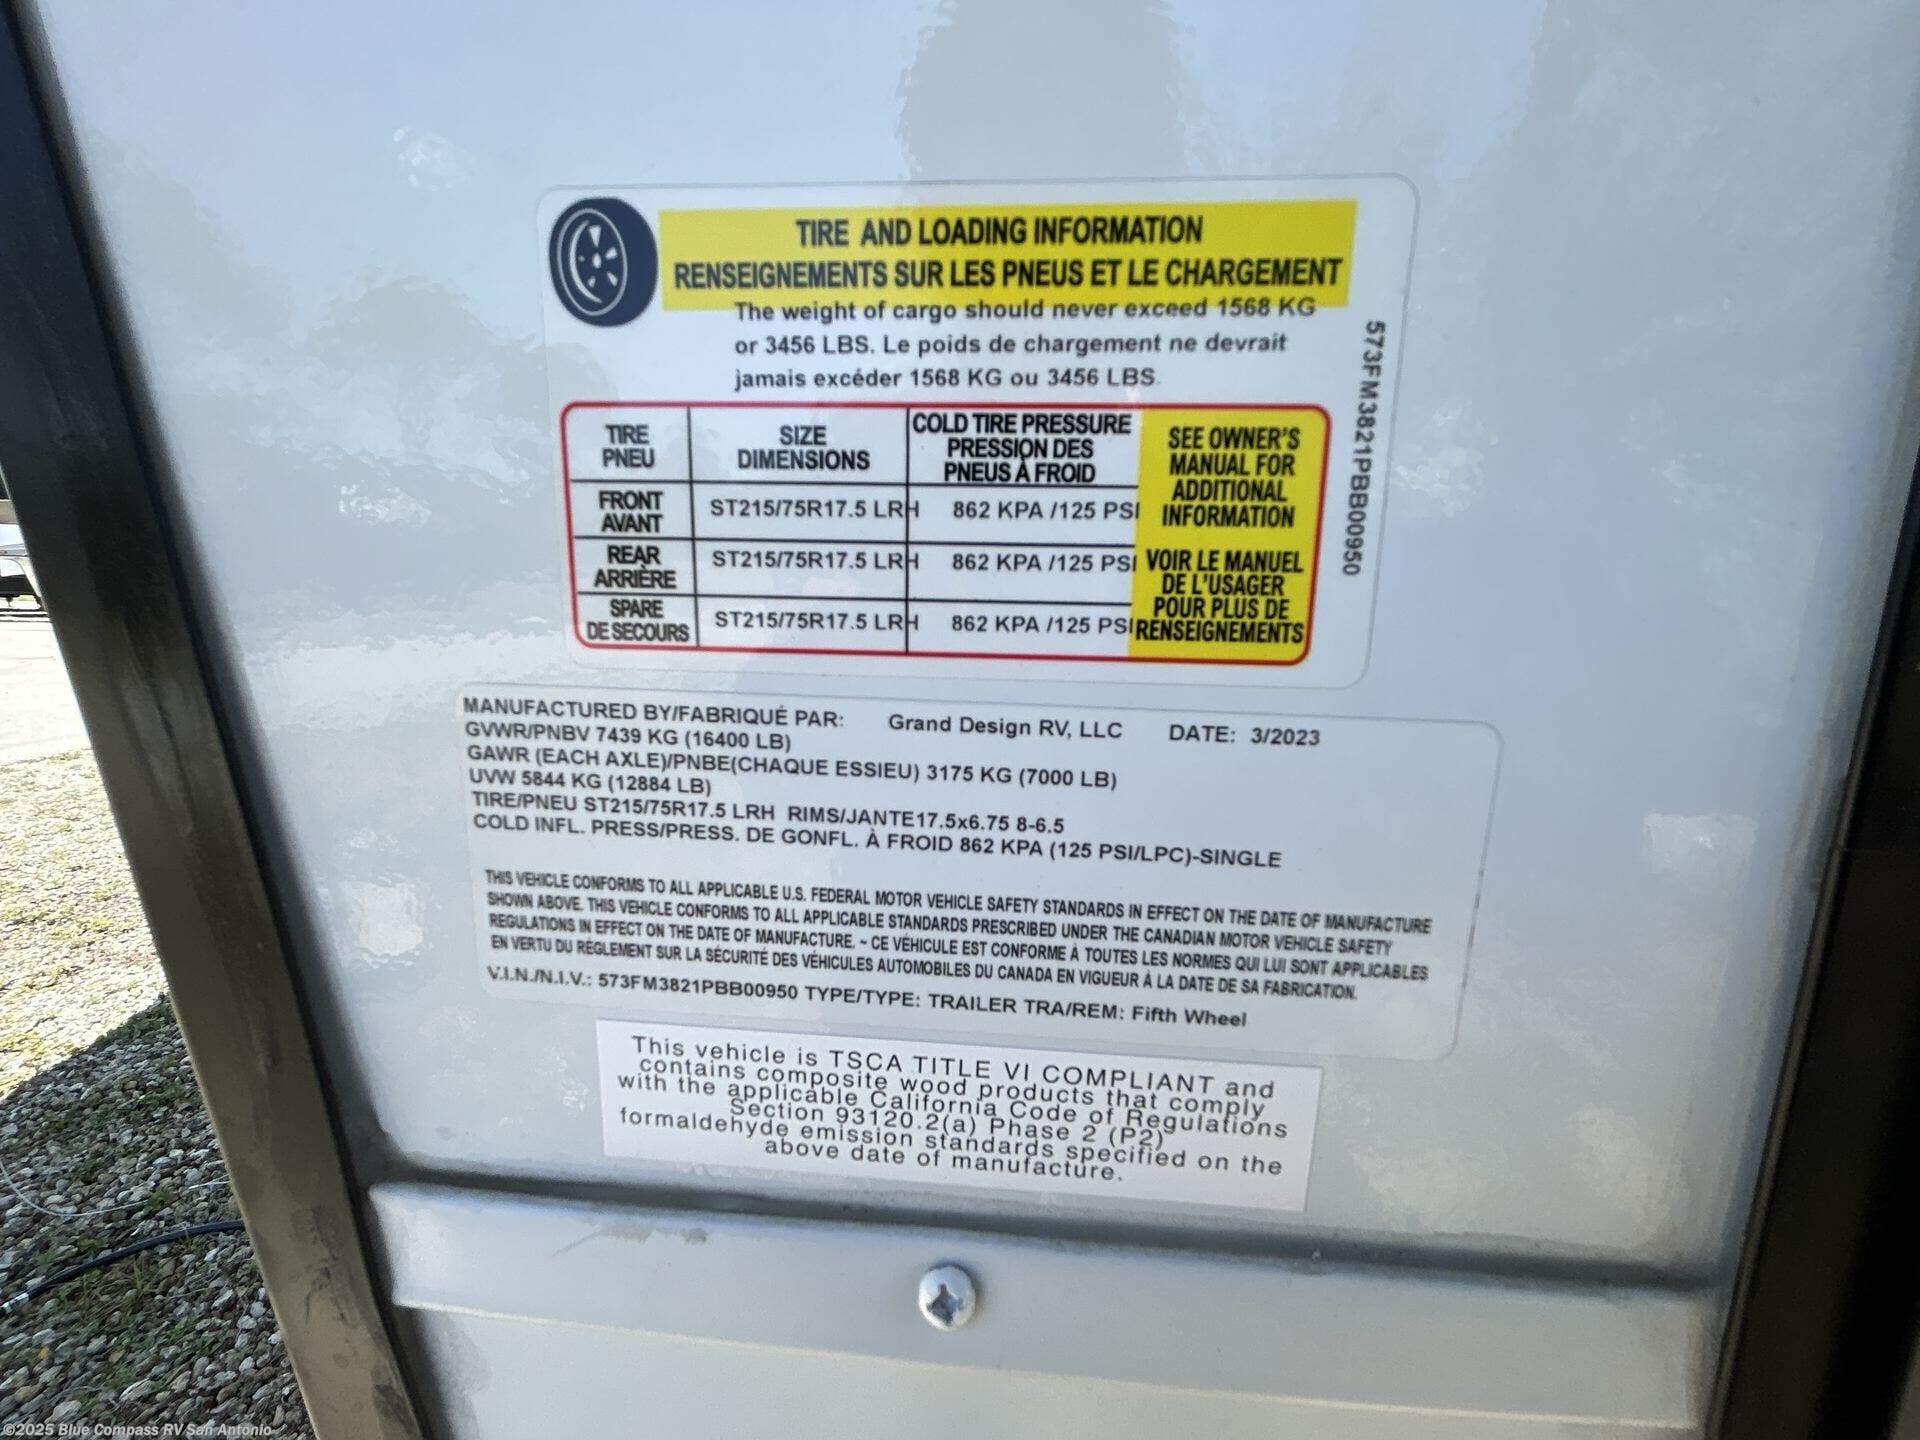 TIRE AND LOADING INFORMATION
RENSEIGNEMENTS SUR LES PNEUS ET LE CHARGEMENT
The weight of cargo should never exceed 1568 KG
or 3456 LBS. Le poids de chargement ne devrait
jamais excéder 1568 KG ou 3456 LBS.
TIRE
PNEU
SIZE
DIMENSIONS
COLD TIRE PRESSURE
PRESSION DES
PNEUS À FROID
FRONT
AVANT
ST215/75R17.5 LRH
862 KPA /125 PSI
REAR
ARRIÈRE
ST215/75R17.5 LRH
862 KPA /125 PSI
SPARE
DE SECOURS
ST215/75R17.5 LRH
862 KPA /125 PSI
SEE OWNER'S
MANUAL FOR
ADDITIONAL
INFORMATION
VOIR LE MANUEL
DE L'USAGER
POUR PLUS DE
RENSEIGNEMENTS
573FM3821PBB00950
MANUFACTURED BY/FABRIQUÉ PAR: Grand Design RV, LLC DATE: 3/2023
GVWR/PNBV 7439 KG (16400 LB)
GAWR (EACH AXLE)/PNBE(CHAQUE ESSIEU) 3175 KG (7000 LB)
UVW 5844 KG (12884 LB)
TIRE/PNEU ST215/75R17.5 LRH RIMS/JANTE17.5x6.75 8-6.5
COLD INFL. PRESS/PRESS. DE GONFL. À FROID 862 KPA (125 PSI/LPC)-SINGLE
THIS VEHICLE CONFORMS TO ALL APPLICABLE U.S. FEDERAL MOTOR VEHICLE SAFETY STANDARDS IN EFFECT ON THE DATE OF MANUFACTURE
SHOWN ABOVE. THIS VEHICLE CONFORMS TO ALL APPLICABLE STANDARDS PRESCRIBED UNDER THE CANADIAN MOTOR VEHICLE SAFETY
REGULATIONS IN EFFECT ON THE DATE OF MANUFACTURE. ~ CE VÉHICULE EST CONFORME À TOUTES LES NORMES QUI LUI SONT APPLICABLES
EN VERTU DU RÈGLEMENT SUR LA SÉCURITÉ DES VÉHICULES AUTOMOBILES DU CANADA EN VIGUEUR À LA DATE DE SA FABRICATION.
V.I.N./N.I.V.: 573FM3821PBB00950 TYPE/TYPE: TRAILER TRA/REM: Fifth Wheel
This vehicle is TSCA TITLE VI COMPLIANT and
contains composite wood products that comply
with the applicable California Code of Regulations
Section 93120.2(a) Phase 2 (P2)
formaldehyde emission standards specified on the
above date of manufacture.
©2025 Blue Compass RV San Antonio